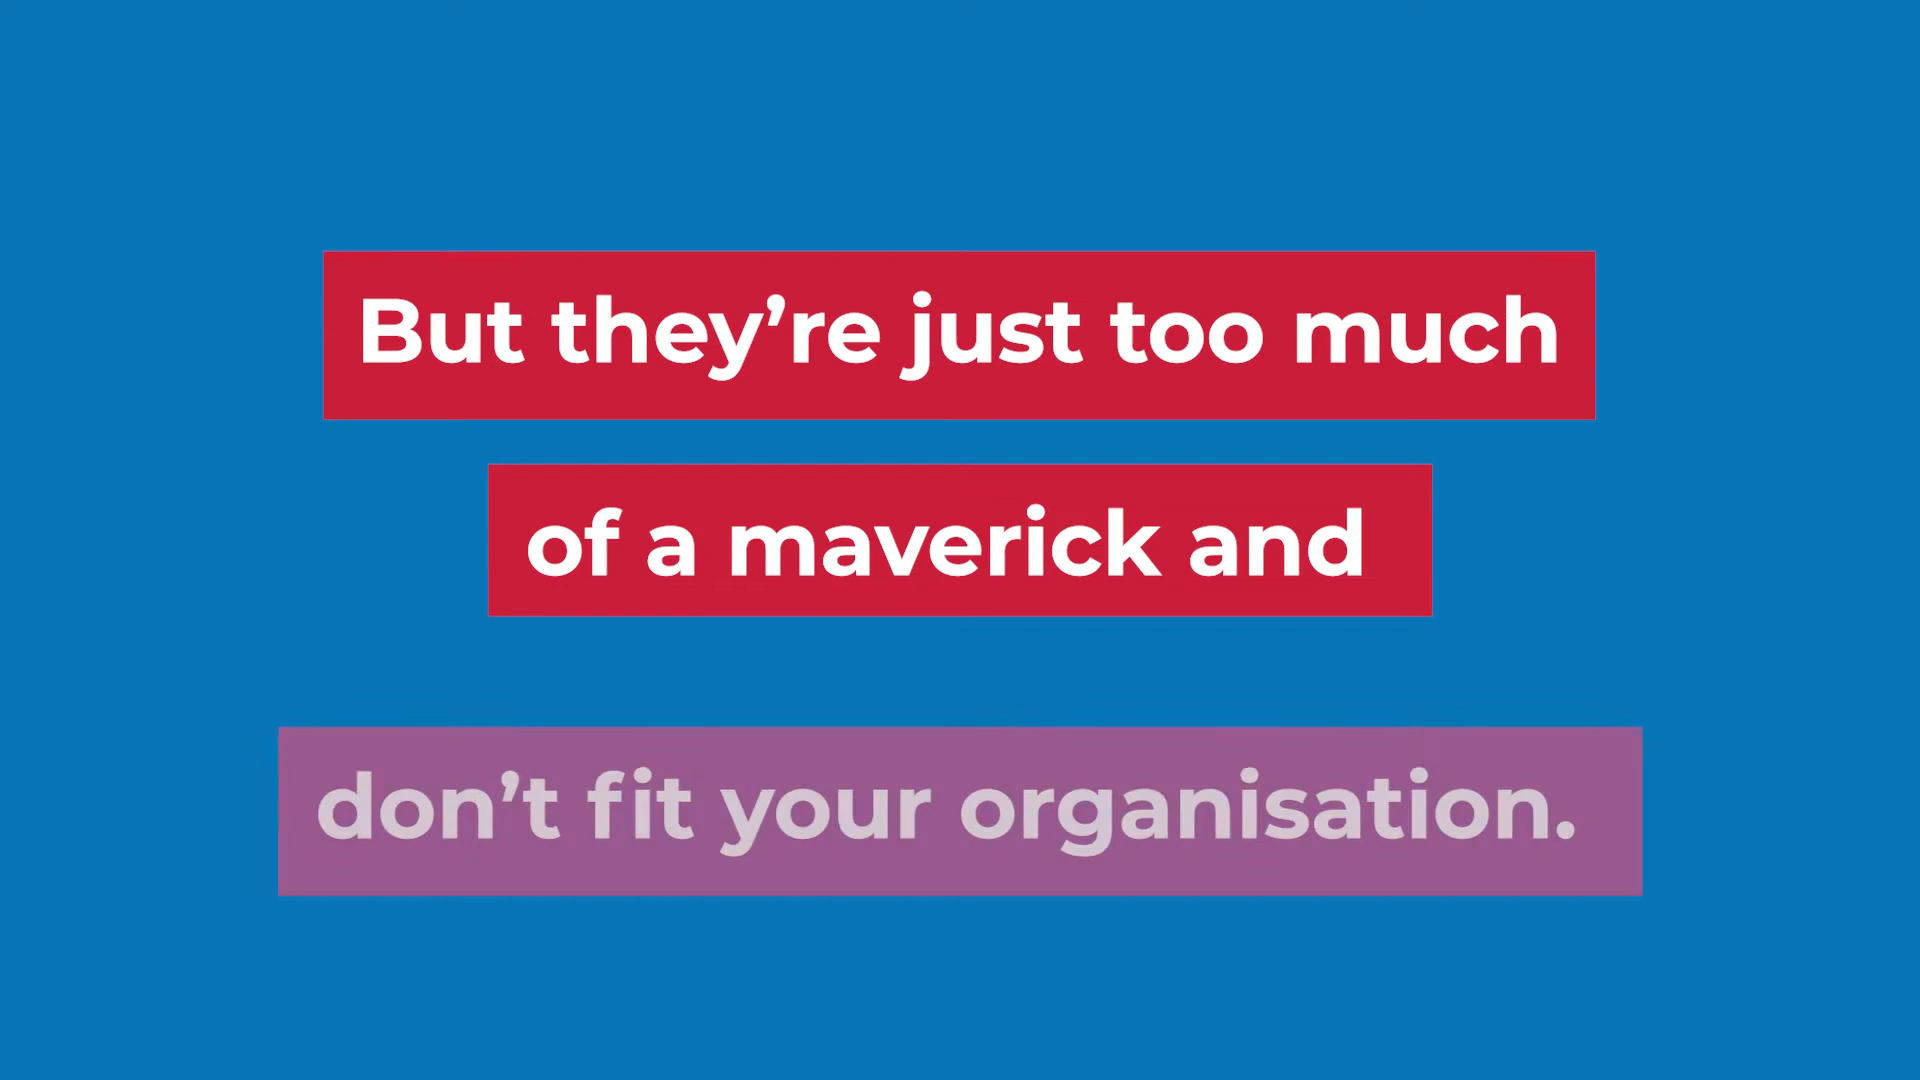 But they’re just too much
of a maverick and
don’t fit your organisation.